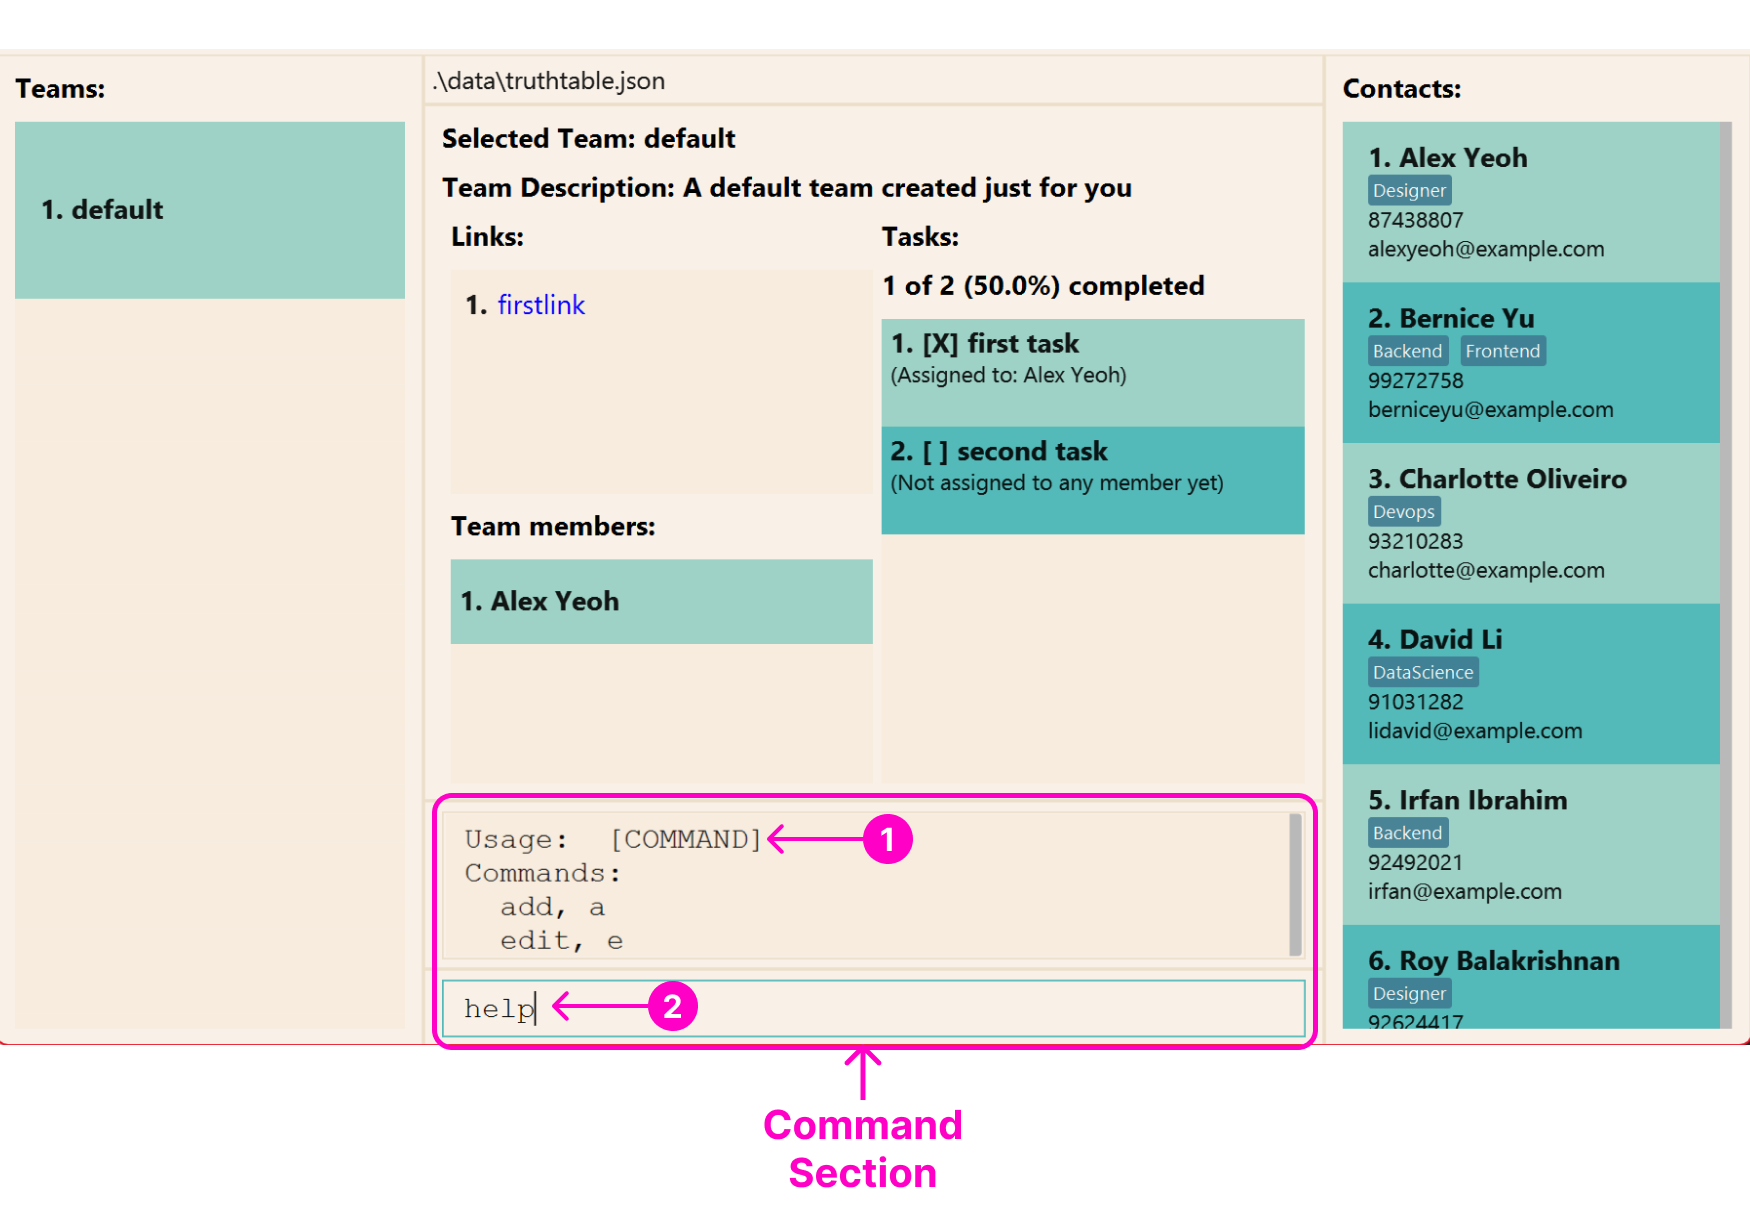 Teams:
1. default
.\data\truthtable.json
Selected Team: default
Team Description: A default team created just for you
Links:
1. firstlink
Team members:
1. Alex Yeoh
Tasks:
1 of 2 (50.0%) completed
1. [X] first task
(Assigned to: Alex Yeoh)
2. [ ] second task
(Not assigned to any member yet)
Usage:  [COMMAND]
1
Commands:
add, a
edit, e
help
2
Command
Section
Contacts:
1. Alex Yeoh
Designer
87438807
alexyeoh@example.com
2. Bernice Yu
Backend Frontend
99272758
berniceyu@example.com
3. Charlotte Oliveiro
Devops
93210283
charlotte@example.com
4. David Li
DataScience
91031282
lidavid@example.com
5. Irfan Ibrahim
Backend
92492021
irfan@example.com
6. Roy Balakrishnan
Designer
92624417